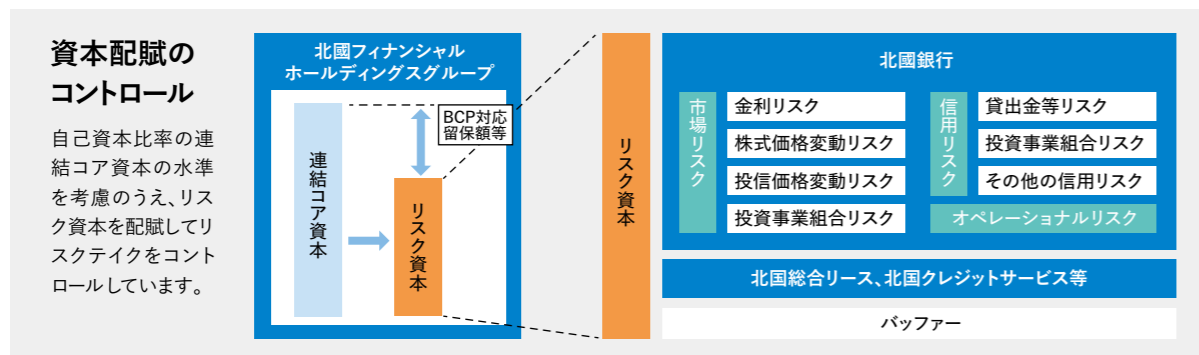 資本配賦の
コントロール
自己資本比率の連
結コア資本の水準
を考慮のうえ、リス
ク資本を配賦してリ
スクテイクをコント
ロールしています。
北國フィナンシャル
ホールディングスグループ
連結コア資本
BCP対応
留保額等
リスク資本
リスク資本
北國銀行
市場リスク
金利リスク
株式価格変動リスク
投信価格変動リスク
投資事業組合リスク
信用リスク
貸出金等リスク
投資事業組合リスク
その他の信用リスク
オペレーショナルリスク
北国総合リース、北国クレジットサービス等
バッファー